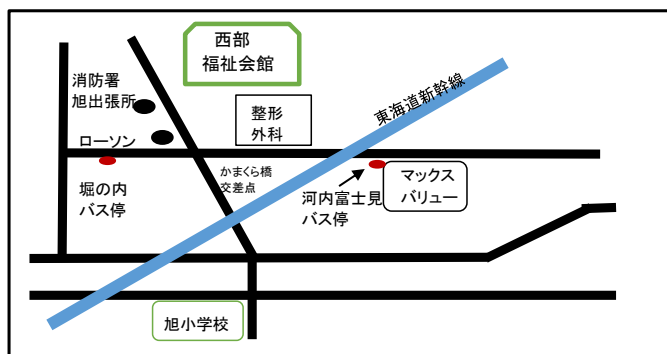 西部
福祉会館
消防署
旭出張所
整形
外科
東海道新幹線
ローソン
かまくら橋
交差点
堀の内
バス停
河内富士見
バス停
マックス
バリュー
旭小学校